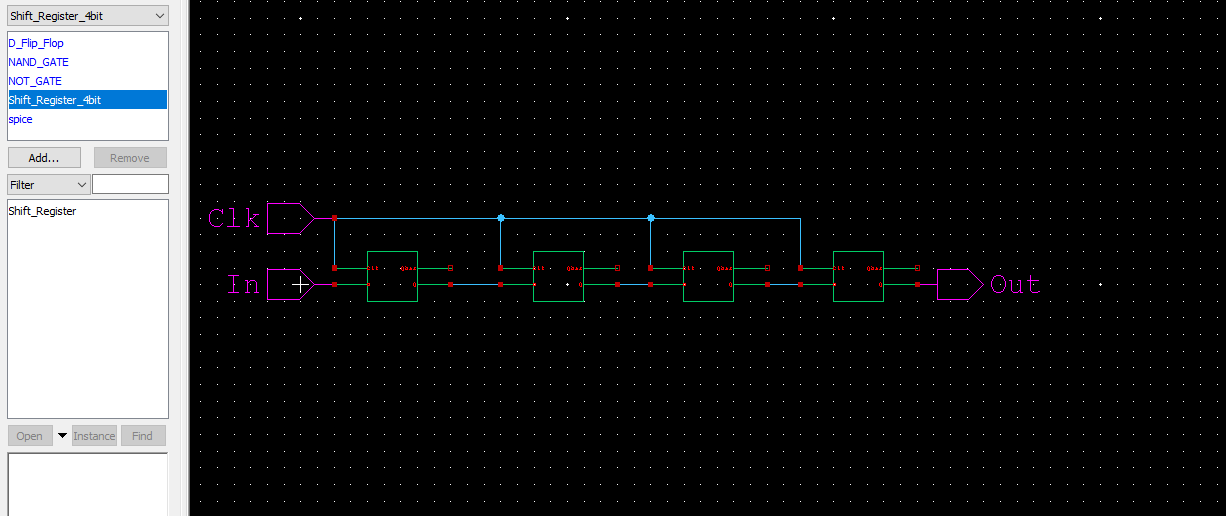 Shift_Register_4bit
D_Flip_Flop
NAND_GATE
NOT_GATE
Shift_Register_4bit
spice
Add...
Remove
Filter
Shift_Register
Open
Instance
Find
Clk
In
Out